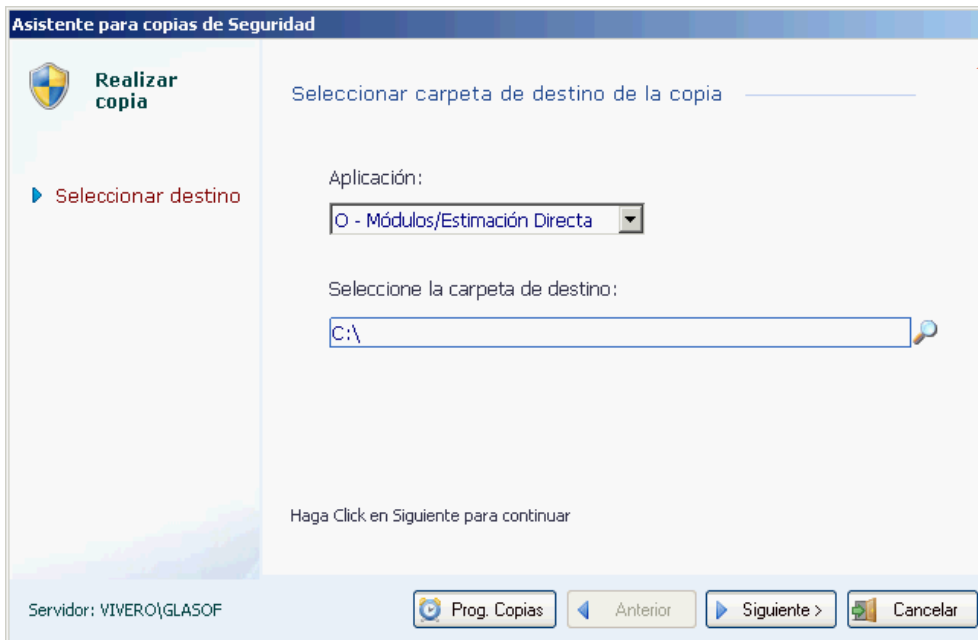 Asistente para copias de Seguridad
Realizar
copia
Seleccionar destino
Seleccionar carpeta de destino de la copia
Aplicación:
O - Módulos/Estimación Directa
Seleccione la carpeta de destino:
C:\
Haga Click en Siguiente para continuar
Servidor: VIVERO\GLASOF
Prog. Copias
Anterior
Siguiente >
Cancelar